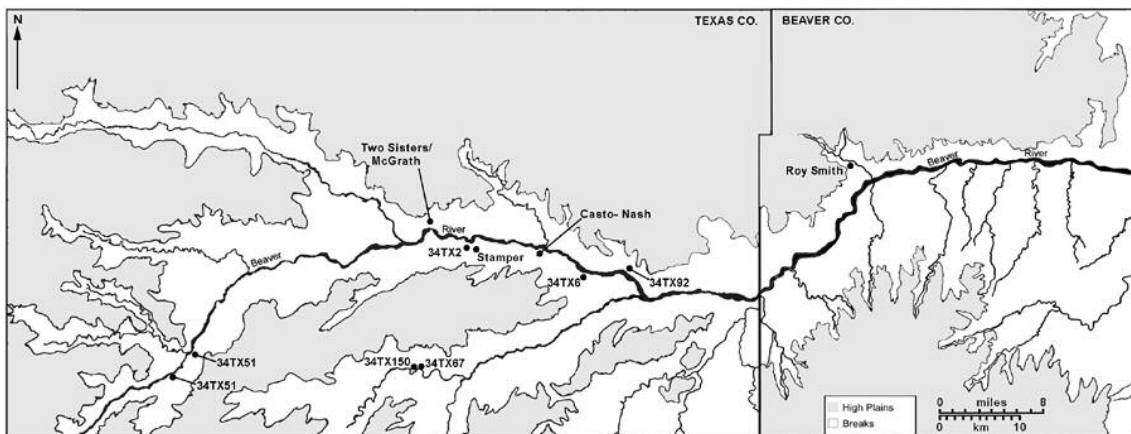 N
TEXAS CO.
BEAVER CO.
Two Sisters/
McGrath
Roy Smith
Beaver
River
River
Casto- Nash
34TX2
Stamper
Beaver
34TX6
34TX92
34TX51
34TX51
34TX150
34TX67
High Plains
Breaks
0 miles 8
0 km 10